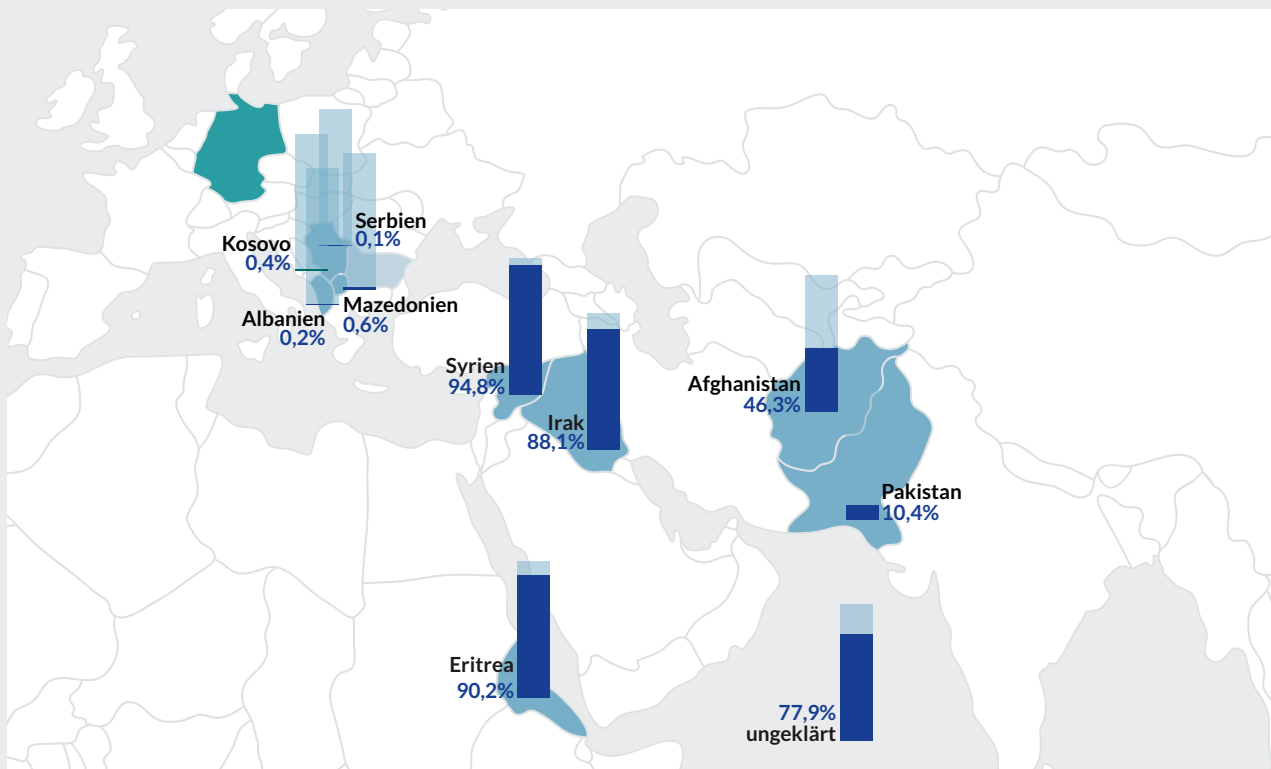 Serbien
0,1%
Kosovo
0,4%
Mazedonien
0,6%
Albanien
0,2%
Syrien
94,8%
Irak
88,1%
Afghanistan
46,3%
Pakistan
10,4%
Eritrea
90,2%
77,9%
ungeklärt